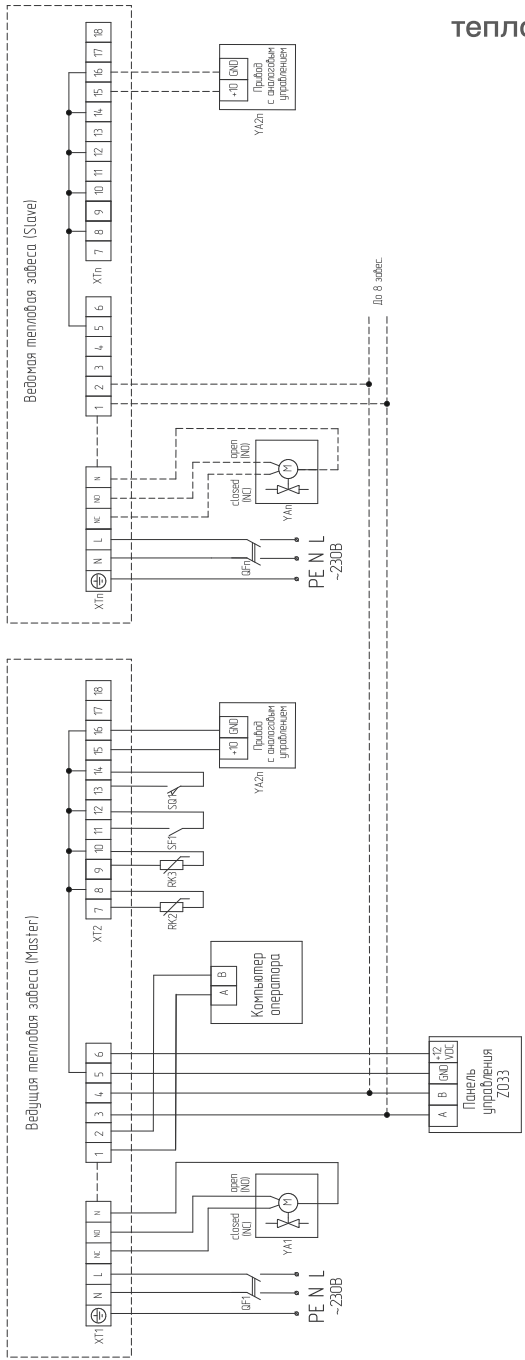 тепло
Ведущая тепловая завеса (Master)
N L NC NO N
1 2 3 4 5 6
7 8 9 10 11 12 13 14 15 16 17 18
XT1
XT2
QF1
PE N L
~230В
closed
(NC)
open
(NO)
M
YA1
A B
Компьютер
оператора
RK2
RK3
SF1
SQ1
+10 GND
Привод
с аналоговым
управлением
YA2n
A B GND +12 VDC
Панель
управления
Z033
Ведомая тепловая завеса (Slave)
N L NC NO N
1 2 3 4 5 6
7 8 9 10 11 12 13 14 15 16 17 18
XTn
XTn
QFn
PE N L
~230В
closed
(NC)
open
(NO)
M
YAn
+10 GND
Привод
с аналоговым
управлением
YA2n
До 8 завес.